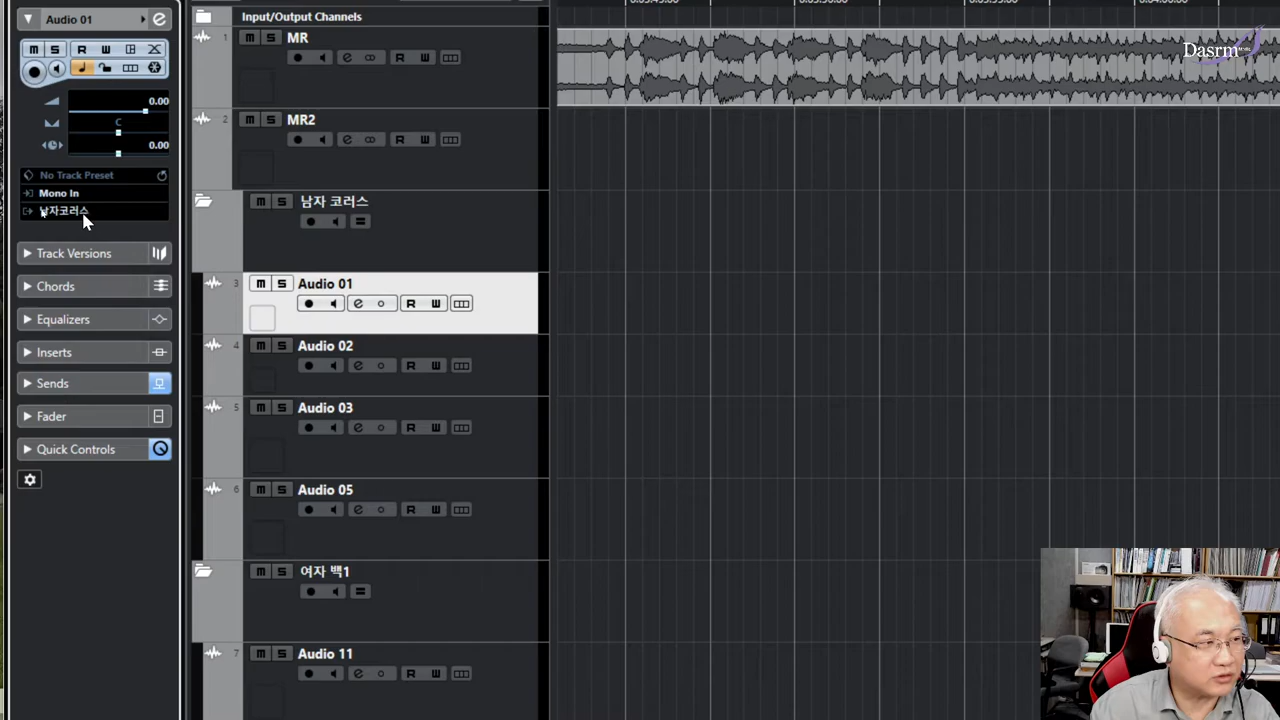 Audio 01
M S R W
0.00
C
0.00
No Track Preset
Mono In
남자코러스
Track Versions
Chords
Equalizers
Inserts
Sends
Fader
Quick Controls
Input/Output Channels
1 M S MR
R W
2 M S MR2
R W
M S 남자 코러스
3 M S Audio 01
R W
4 M S Audio 02
R W
5 M S Audio 03
R W
6 M S Audio 05
R W
M S 여자 백1
7 M S Audio 11
R W
Dasrm